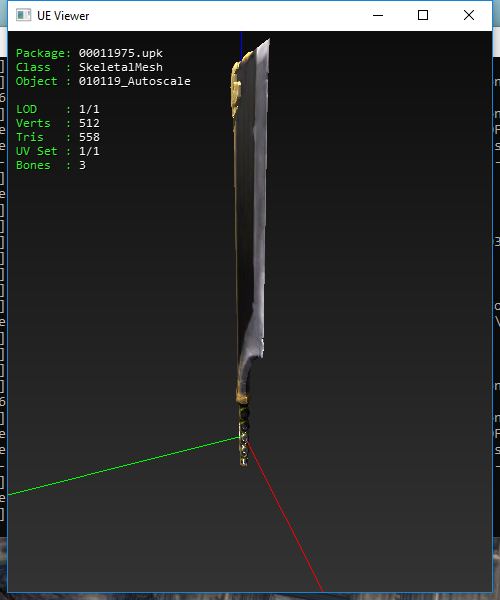 UE Viewer
Package: 00011975.upk
Class : SkeletalMesh
Object : 010119_Autoscale
LOD : 1/1
Verts : 512
Tris : 558
UV Set : 1/1
Bones : 3